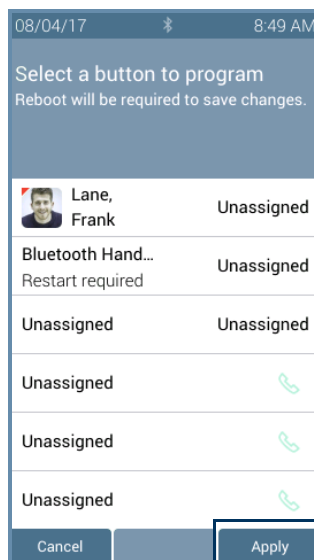 08/04/17 8:49 AM
Select a button to program
Reboot will be required to save changes.
Lane,
Frank Unassigned
Bluetooth Hand…
Restart required Unassigned
Unassigned Unassigned
Unassigned
Unassigned
Unassigned
Cancel Apply